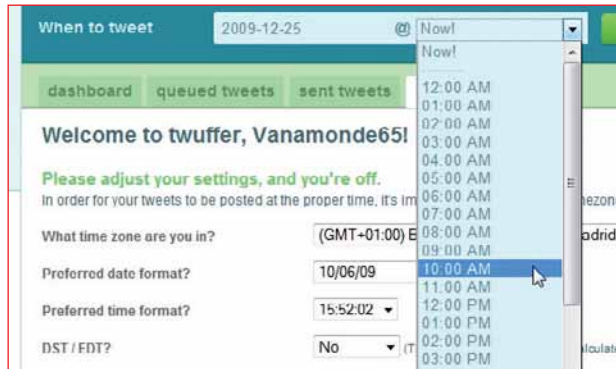 When to tweet 2009-12-25 @ Now!
Now!
dashboard queued tweets sent tweets
12:00 AM
01:00 AM
02:00 AM
Welcome to twuffer, Vanamonde65!
03:00 AM
04:00 AM
Please adjust your settings, and you're off.
05:00 AM
In order for your tweets to be posted at the proper time, it's
06:00 AM
07:00 AM
What time zone are you in? (GMT+01:00)
08:00 AM
09:00 AM
Preferred date format? 10/06/09
10:00 AM
11:00 AM
Preferred time format? 15:52:02
12:00 PM
01:00 PM
DST / EDT? No
02:00 PM
03:00 PM